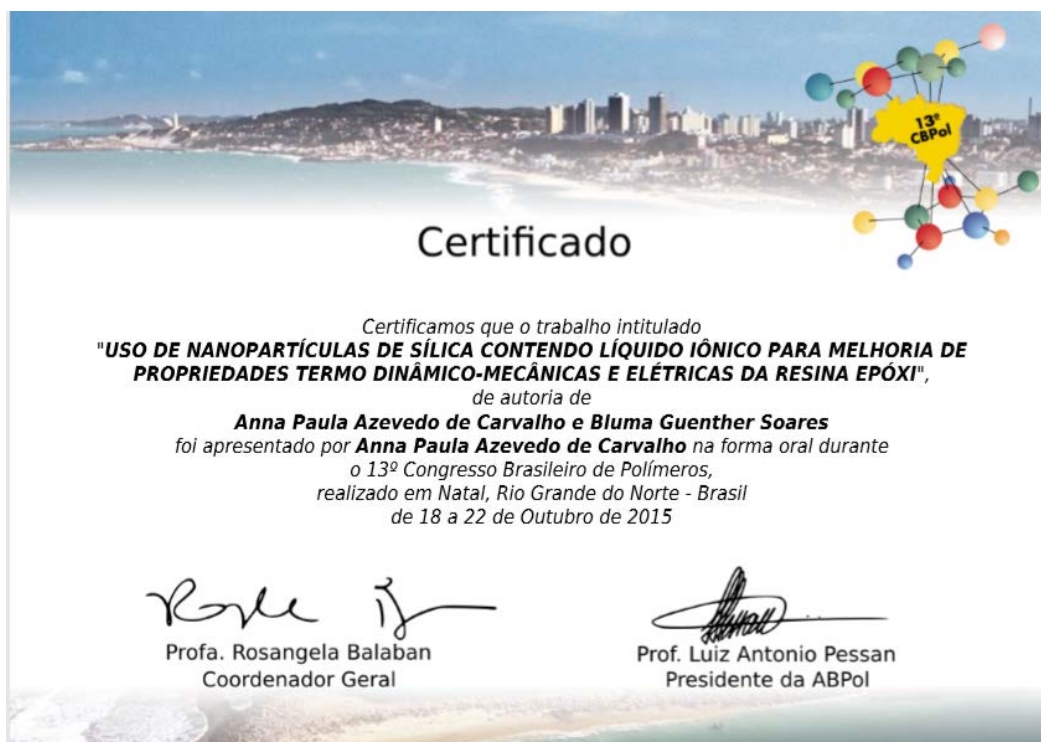 13º
CBPol
Certificado
Certificamos que o trabalho intitulado
"USO DE NANOPARTÍCULAS DE SÍLICA CONTENDO LÍQUIDO IÔNICO PARA MELHORIA DE
PROPRIEDADES TERMO DINÂMICO-MECÂNICAS E ELÉTRICAS DA RESINA EPÓXI",
de autoria de
Anna Paula Azevedo de Carvalho e Bluma Guenther Soares
foi apresentado por Anna Paula Azevedo de Carvalho na forma oral durante
o 13º Congresso Brasileiro de Polímeros,
realizado em Natal, Rio Grande do Norte - Brasil
de 18 a 22 de Outubro de 2015
Profa. Rosangela Balaban
Coordenador Geral
Prof. Luiz Antonio Pessan
Presidente da ABPol